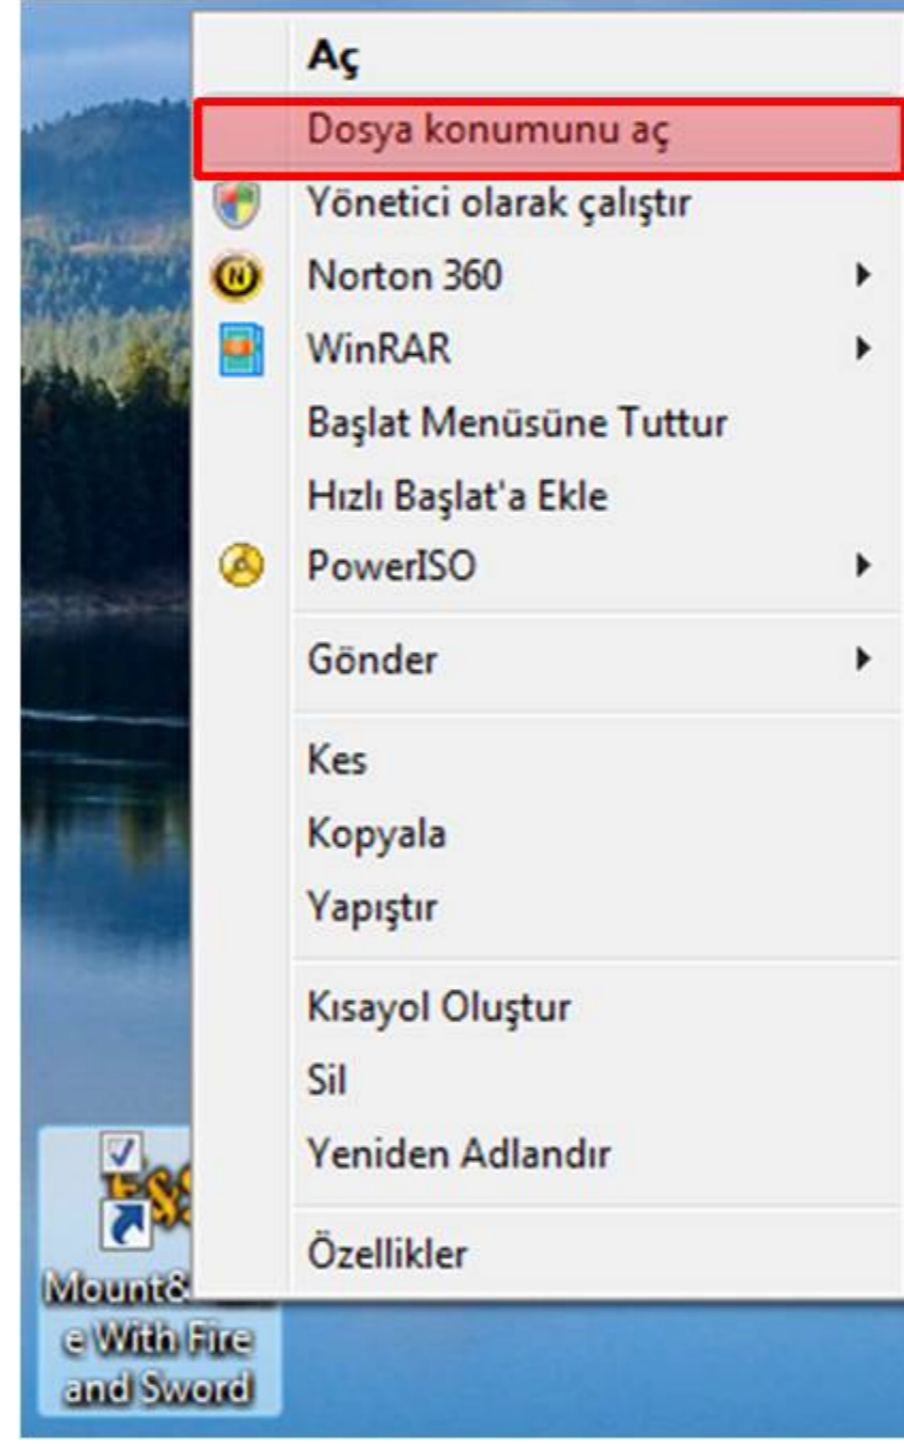 Aç
Dosya konumunu aç
Yönetici olarak çalıştır
Norton 360
WinRAR
Başlat Menüsüne Tuttur
Hızlı Başlat'a Ekle
PowerISO
Gönder
Kes
Kopyala
Yapıştır
Kısayol Oluştur
Sil
Yeniden Adlandır
Özellikler
Mount&
e With Fire
and Sword